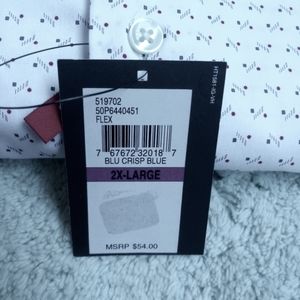 519702
50P6440451
FLEX
7 67672 32018 7
BLU CRISP BLUE
2X-LARGE
MSRP $54.00